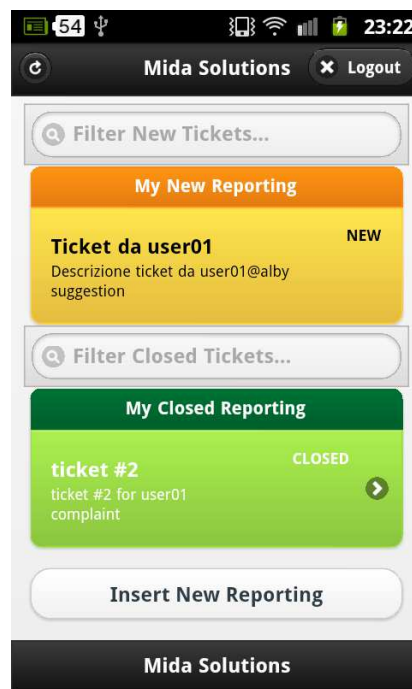 54
23:22
Mida Solutions
Logout
Filter New Tickets...
My New Reporting
Ticket da user01
NEW
Descrizione ticket da user01@alby
suggestion
Filter Closed Tickets...
My Closed Reporting
ticket #2
CLOSED
ticket #2 for user01
complaint
Insert New Reporting
Mida Solutions